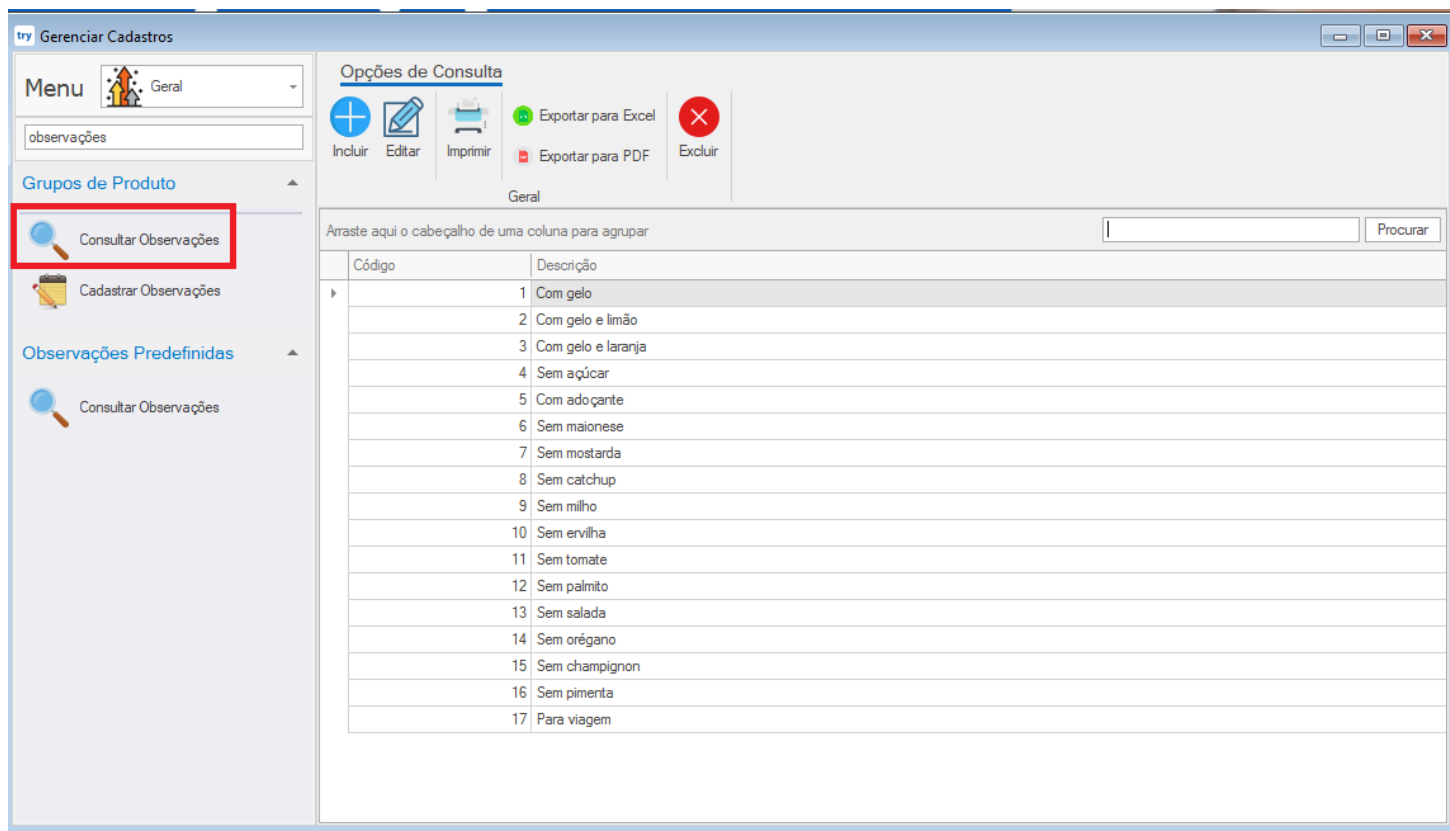 try Gerenciar Cadastros
Menu Geral
observações
Grupos de Produto
Consultar Observações
Cadastrar Observações
Observações Predefinidas
Consultar Observações
Opções de Consulta
Incluir Editar Imprimir Exportar para Excel Exportar para PDF Excluir
Geral
Arraste aqui o cabeçalho de uma coluna para agrupar Procurar
Código Descrição
1 Com gelo
2 Com gelo e limão
3 Com gelo e laranja
4 Sem açúcar
5 Com adoçante
6 Sem maionese
7 Sem mostarda
8 Sem catchup
9 Sem milho
10 Sem ervilha
11 Sem tomate
12 Sem palmito
13 Sem salada
14 Sem orégano
15 Sem champignon
16 Sem pimenta
17 Para viagem